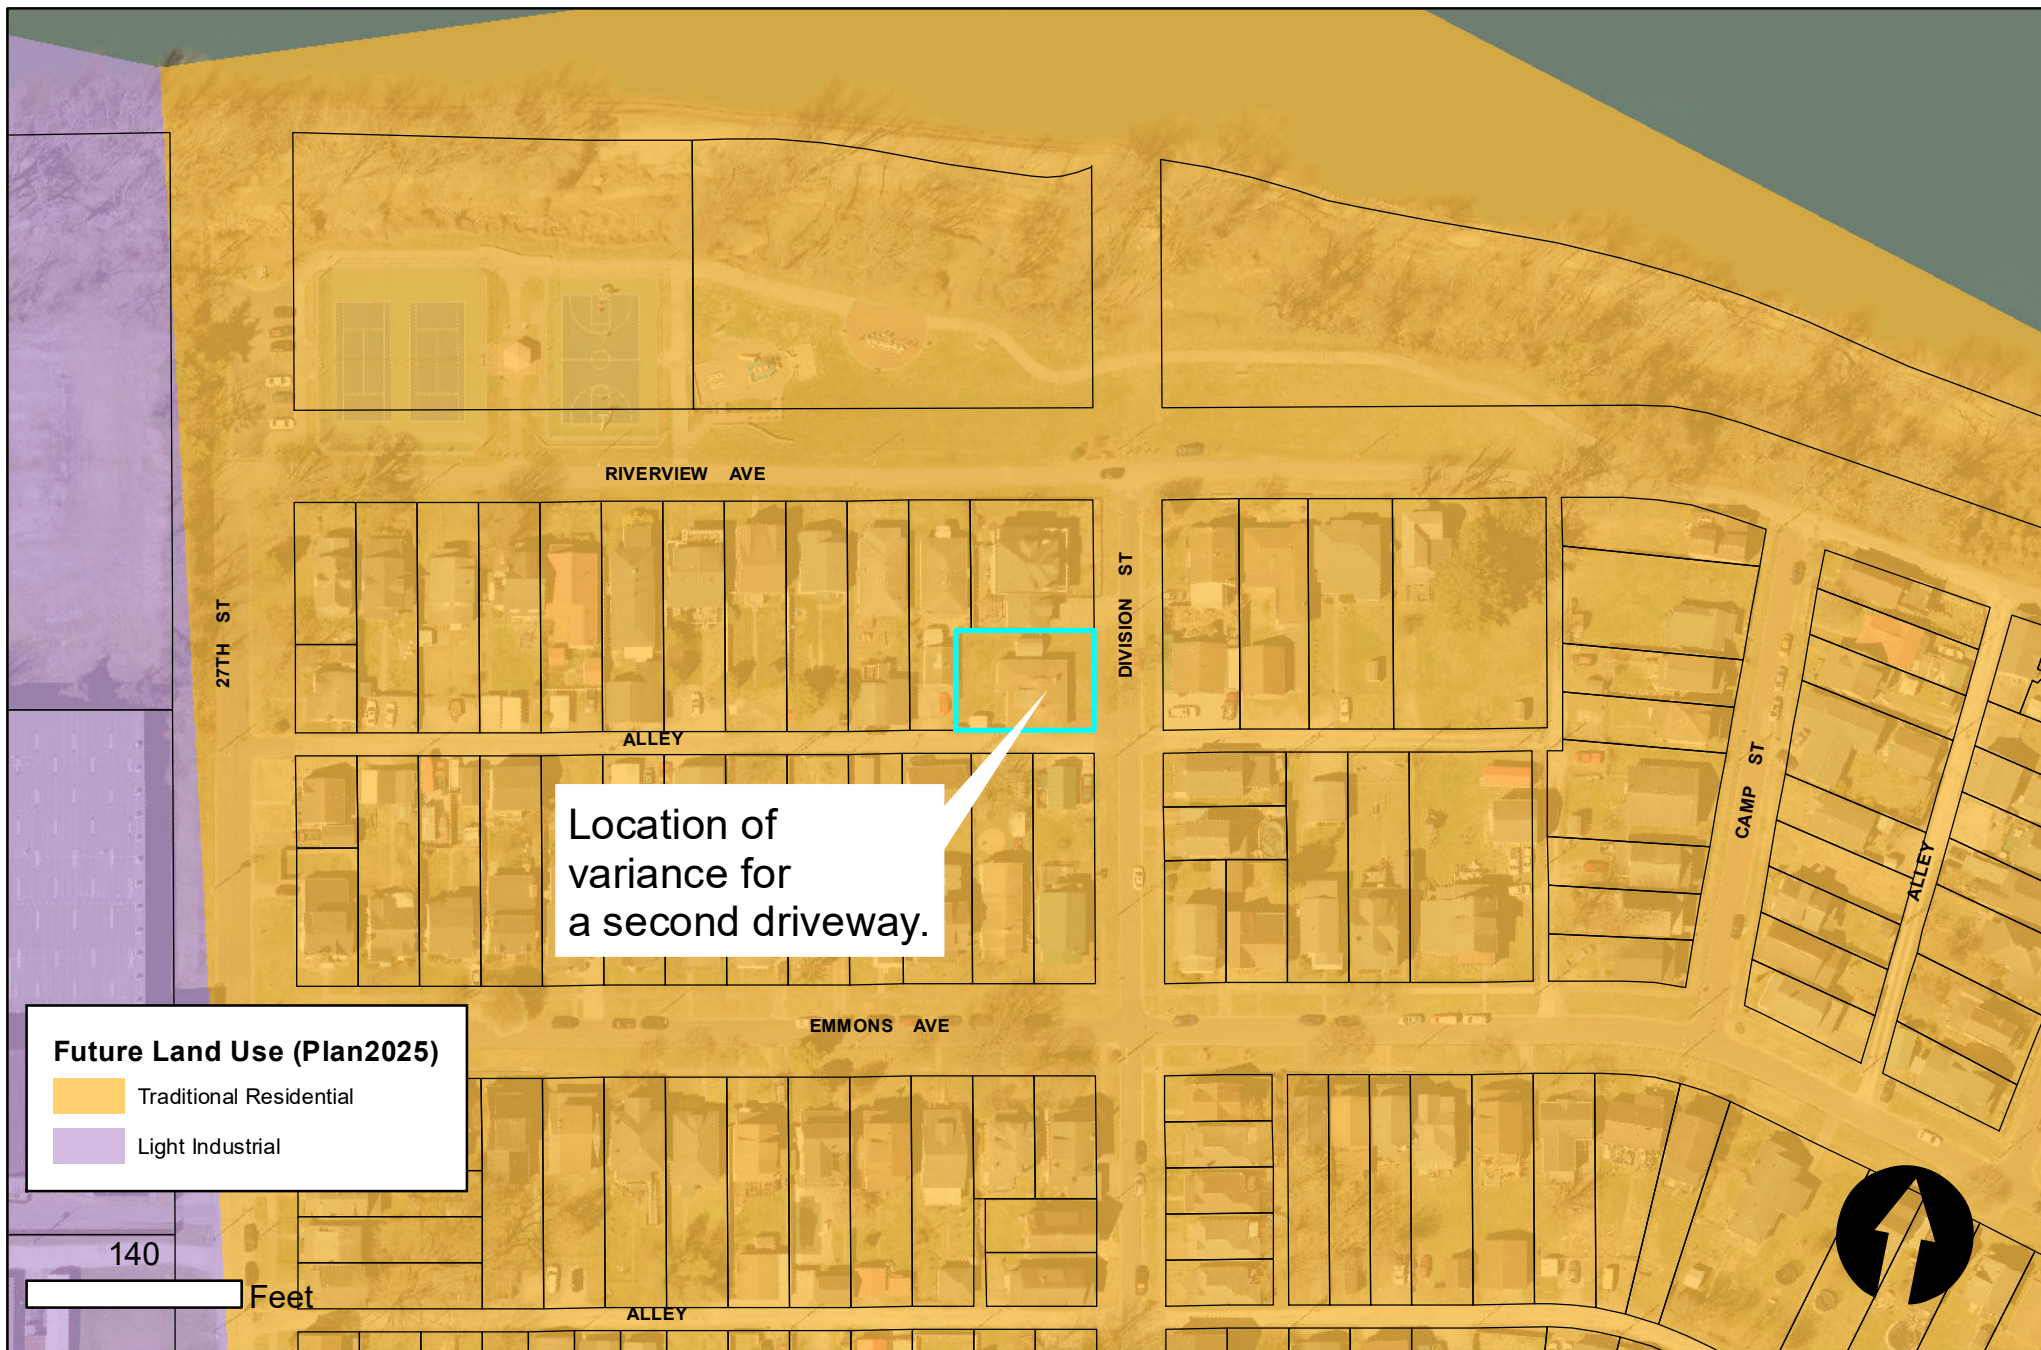 RIVERVIEW AVE
27TH ST
DIVISION ST
ALLEY
Location of
variance for
a second driveway.
CAMP ST
ALLEY
EMMONS AVE
Future Land Use (Plan2025)
Traditional Residential
Light Industrial
140
Feet
ALLEY